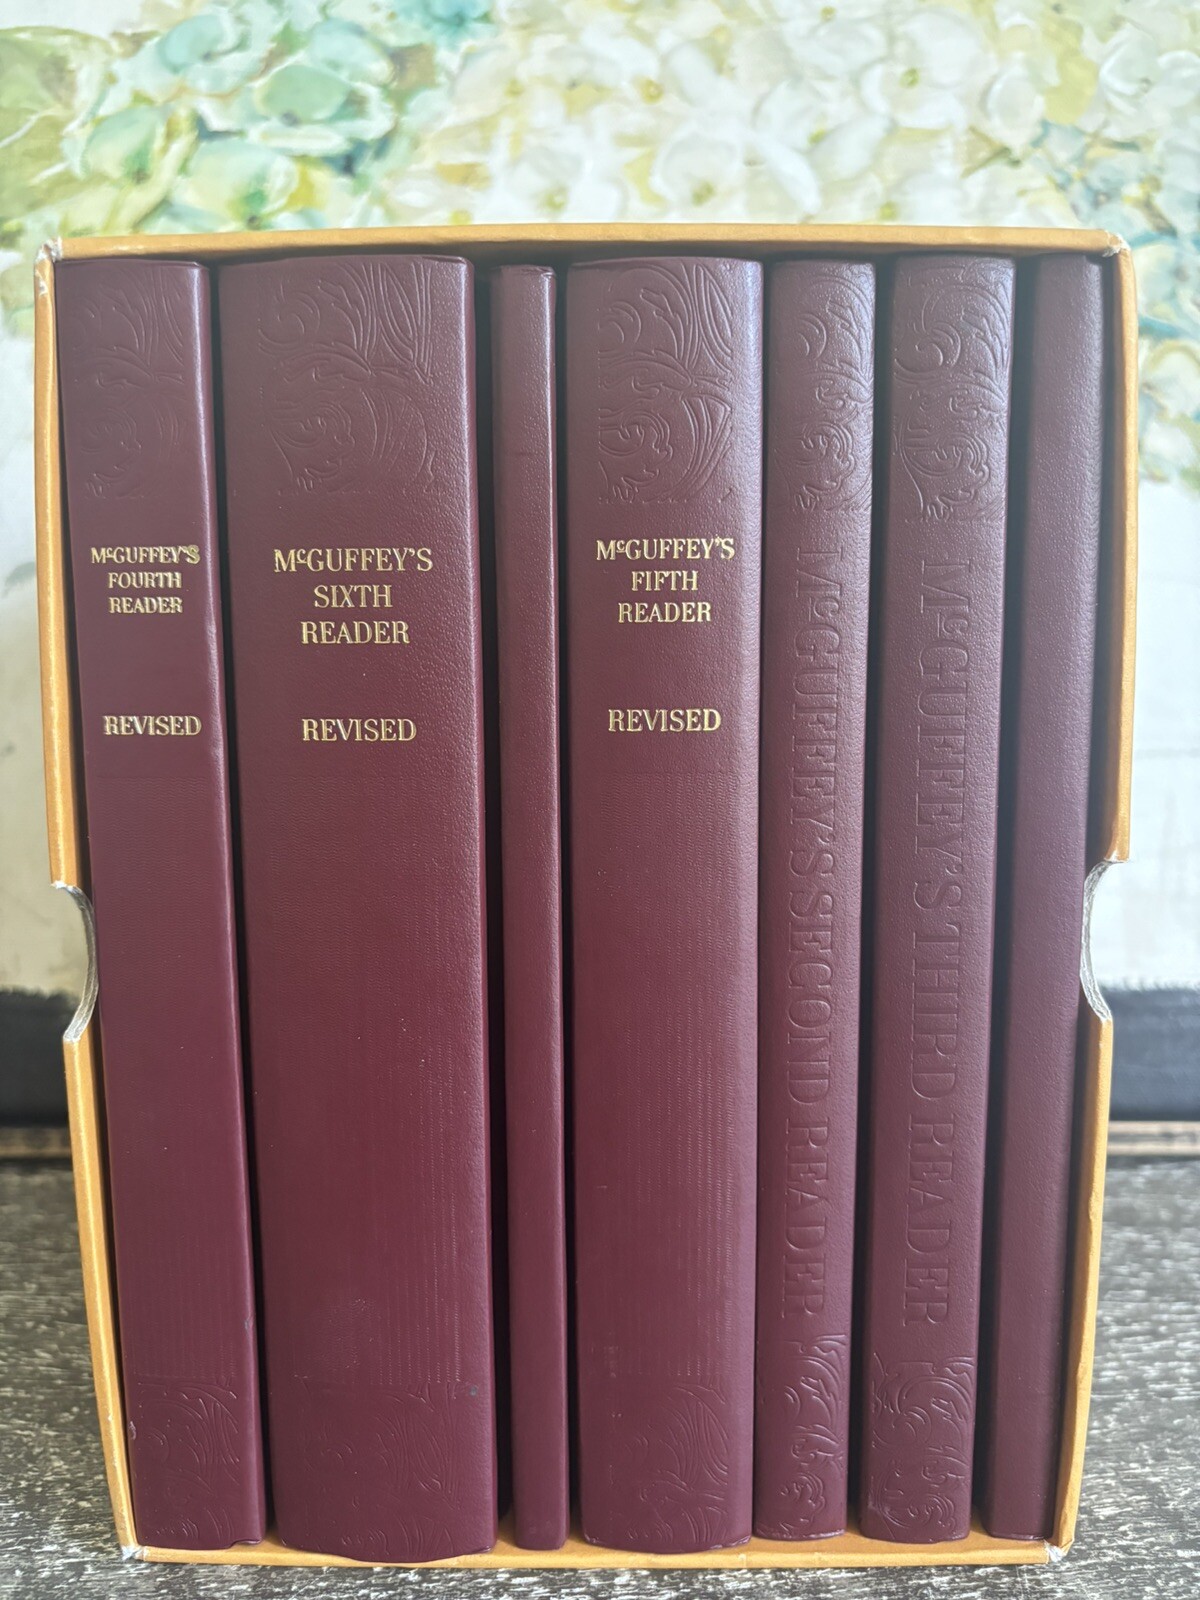 McGUFFEY'S
FOURTH
READER
REVISED
McGUFFEY'S
SIXTH
READER
REVISED
McGUFFEY'S
FIFTH
READER
REVISED
McGUFFEY'S SECOND READER
McGUFFEY'S THIRD READER